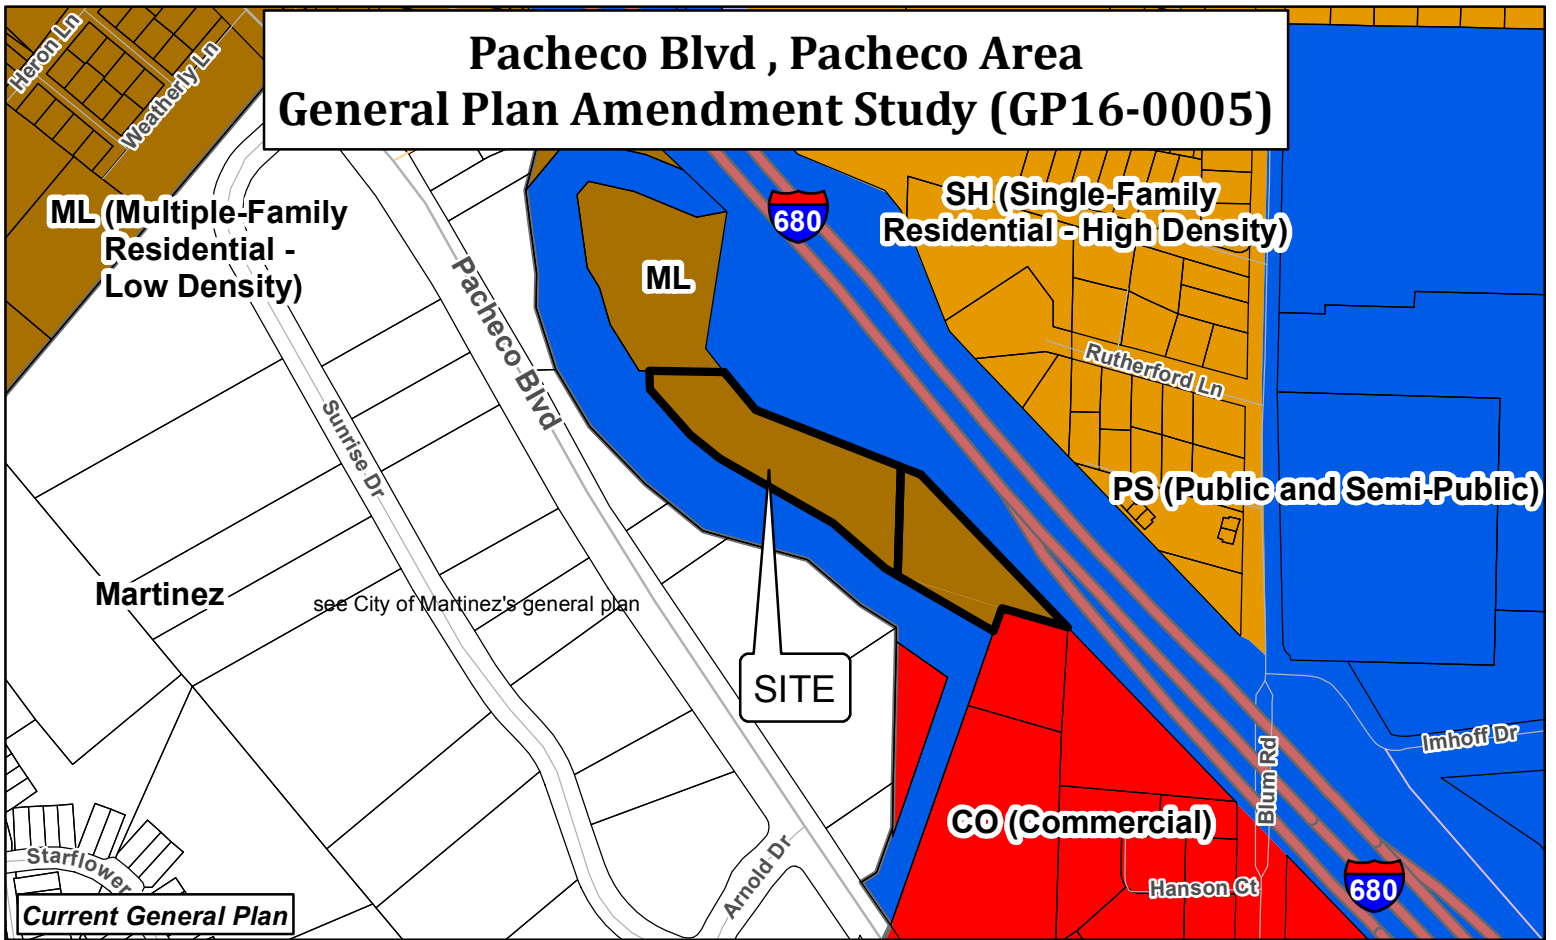 Pacheco Blvd , Pacheco Area
General Plan Amendment Study (GP16-0005)
Heron Ln
Weatherly Ln
ML (Multiple-Family
Residential -
Low Density)
680
SH (Single-Family
Residential - High Density)
ML
Pacheco Blvd
Rutherford Ln
Sunrise Dr
PS (Public and Semi-Public)
Martinez
see City of Martinez's general plan
SITE
Imhoff Dr
Blum Rd
CO (Commercial)
Arnold Dr
Starflower
Hanson Ct
680
Current General Plan